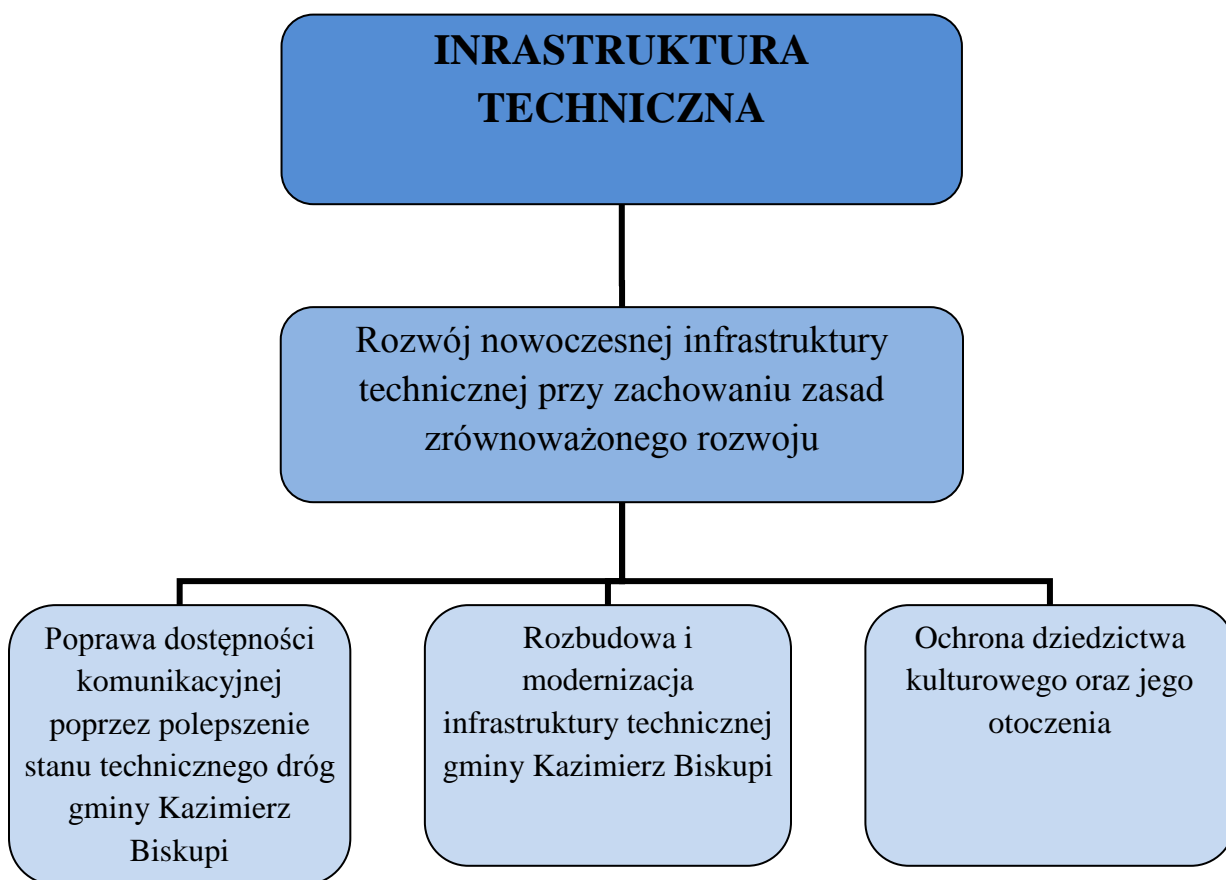 INRASTRUKTURA
TECHNICZNA
Rozwój nowoczesnej infrastruktury
technicznej przy zachowaniu zasad
zrównoważonego rozwoju
Poprawa dostępności
komunikacyjnej
poprzez polepszenie
stanu technicznego dróg
gminy Kazimierz
Biskupi
Rozbudowa i
modernizacja
infrastruktury technicznej
gminy Kazimierz Biskupi
Ochrona dziedzictwa
kulturowego oraz jego
otoczenia